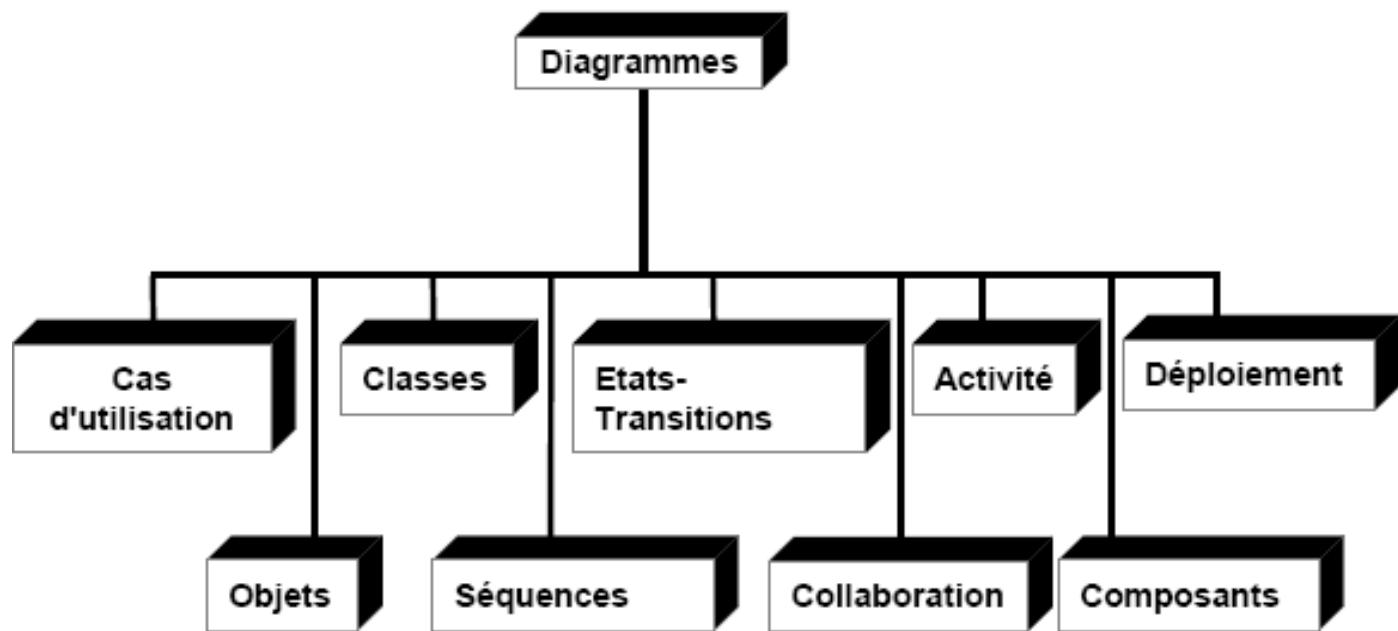 Diagrammes
Cas
d'utilisation
Classes
Etats-
Transitions
Activité
Déploiement
Objets
Séquences
Collaboration
Composants